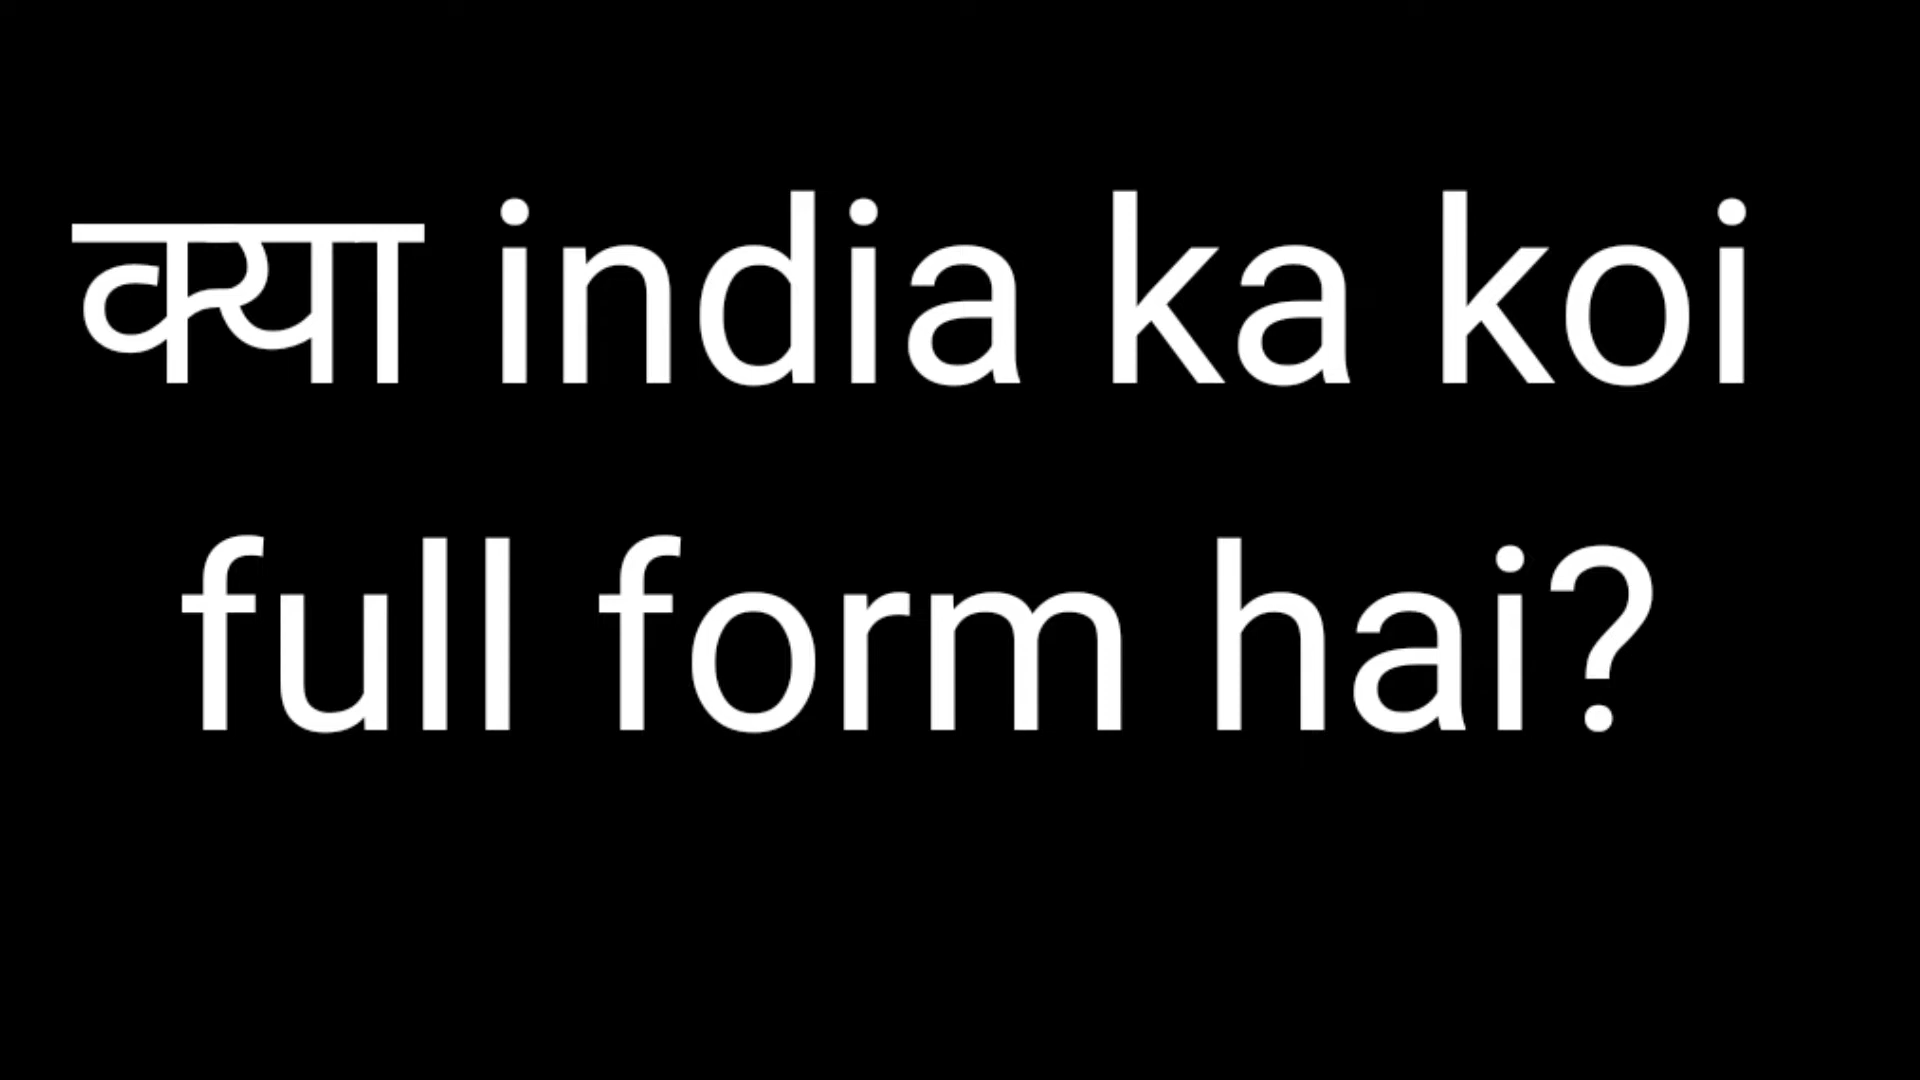 क्या india ka koi
full form hai?